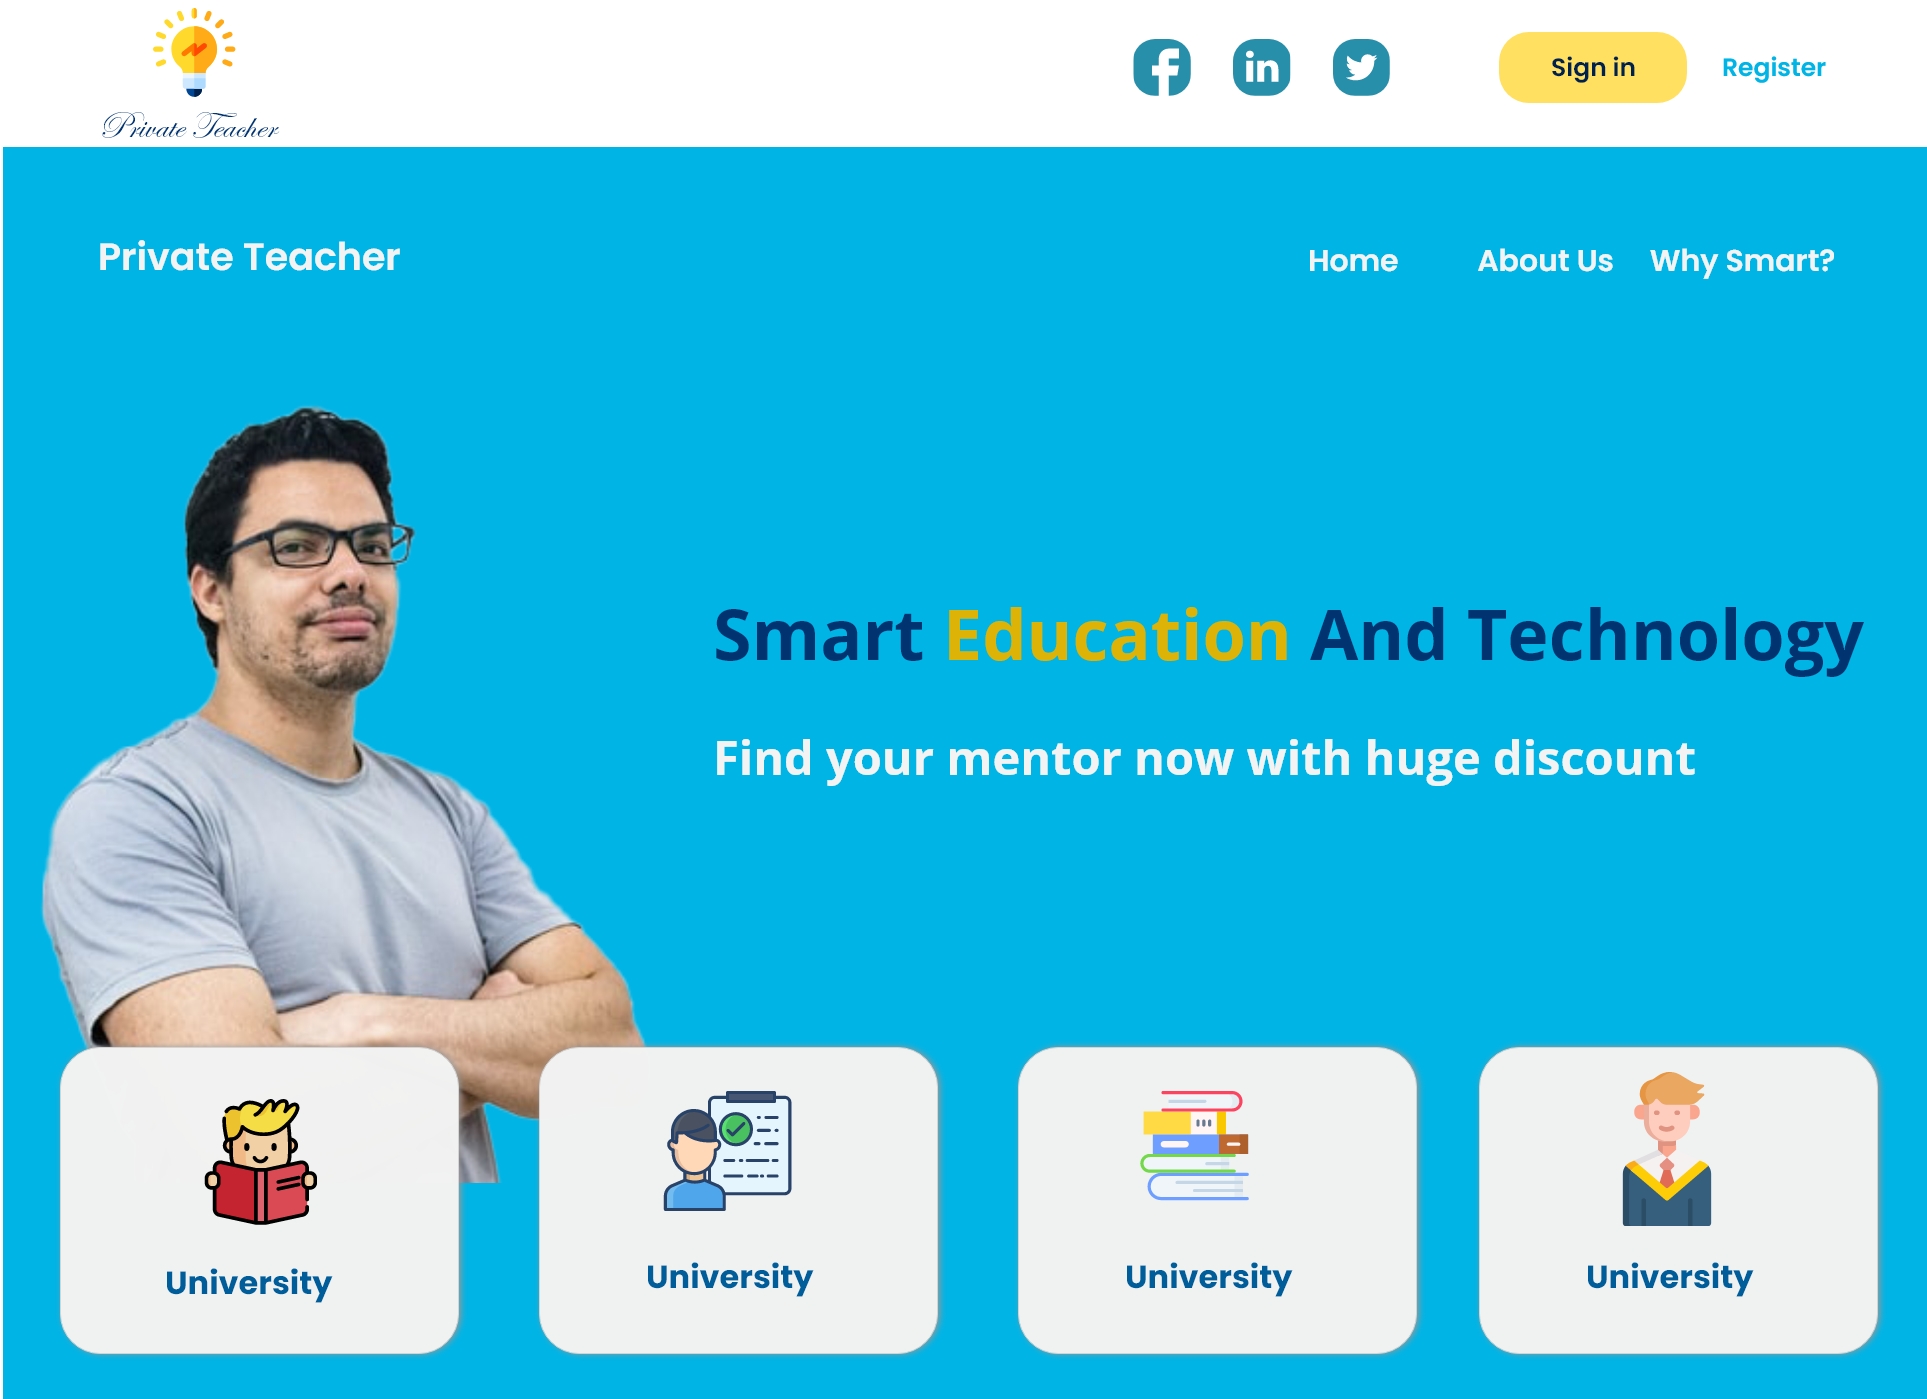 Private Teacher
Sign in
Register
Private Teacher
Home
About Us
Why Smart?
Smart Education And Technology
Find your mentor now with huge discount
University
University
University
University